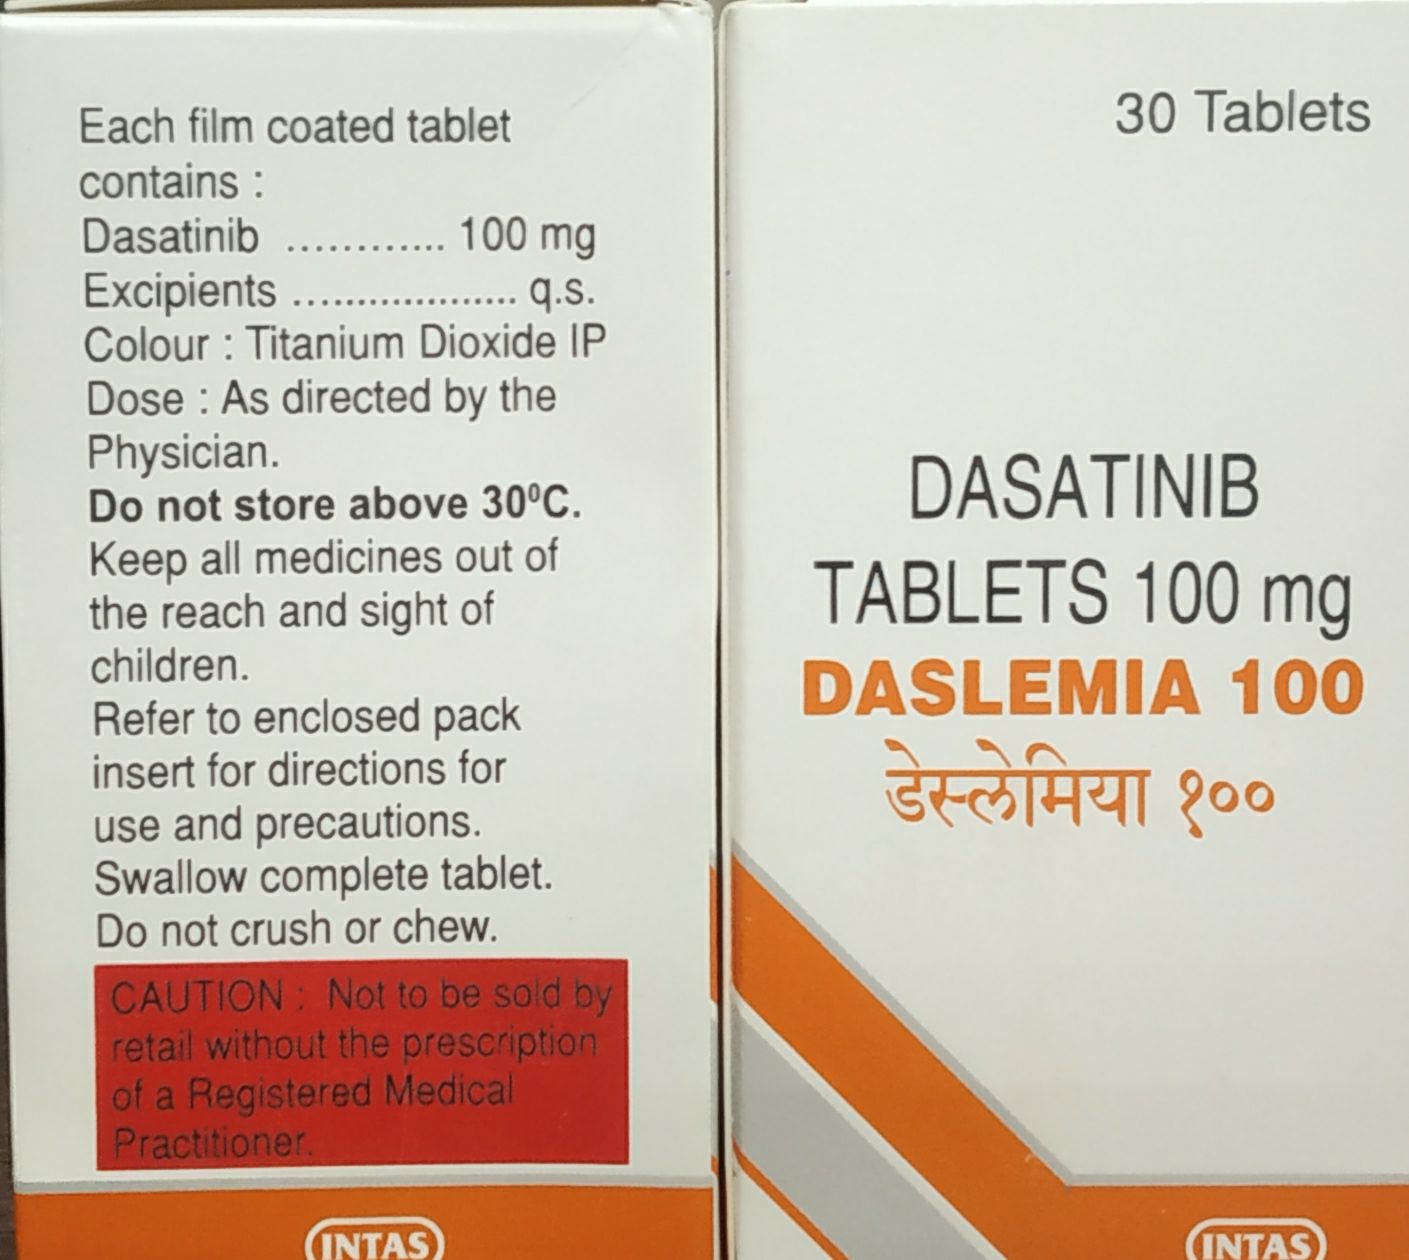 Each film coated tablet
contains :
Dasatinib ............ 100 mg
Excipients ................... q.s.
Colour : Titanium Dioxide IP
Dose : As directed by the
Physician.
Do not store above 30⁰C.
Keep all medicines out of
the reach and sight of
children.
Refer to enclosed pack
insert for directions for
use and precautions.
Swallow complete tablet.
Do not crush or chew.
CAUTION : Not to be sold by
retail without the prescription
of a Registered Medical
Practitioner.
INTAS
30 Tablets
DASATINIB
TABLETS 100 mg
DASLEMIA 100
डेस्लेमिया १००
INTAS